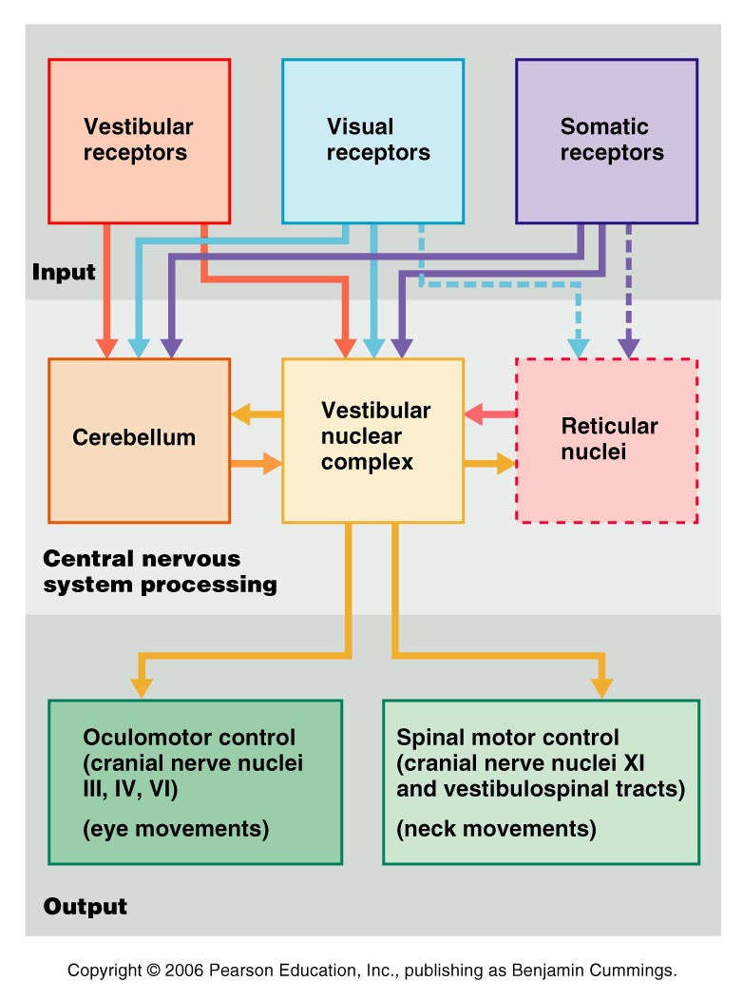 Vestibular
receptors
Visual
receptors
Somatic
receptors
Input
Cerebellum
Vestibular
nuclear
complex
Reticular
nuclei
Central nervous
system processing
Oculomotor control
(cranial nerve nuclei
III, IV, VI)
(eye movements)
Spinal motor control
(cranial nerve nuclei XI
and vestibulospinal tracts)
(neck movements)
Output
Copyright © 2006 Pearson Education, Inc., publishing as Benjamin Cummings.